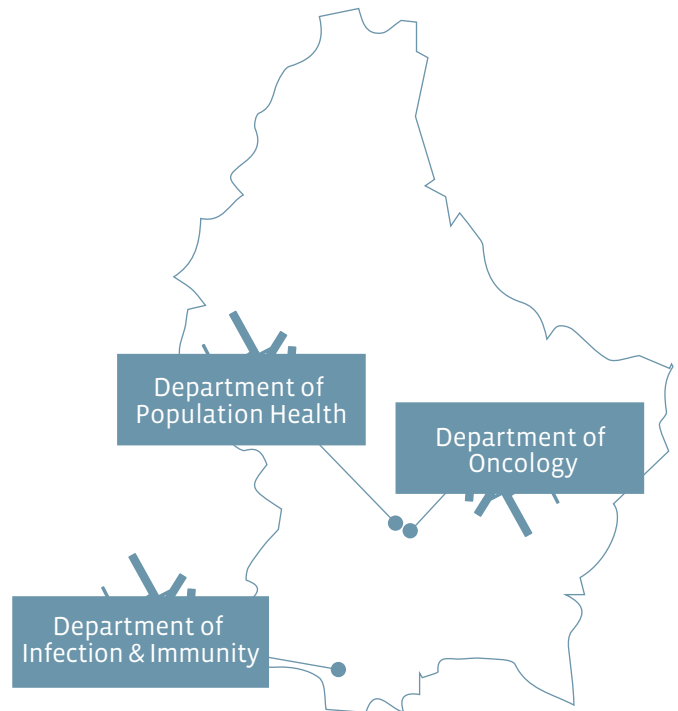 Department of
Population Health
Department of
Oncology
Department of
Infection & Immunity